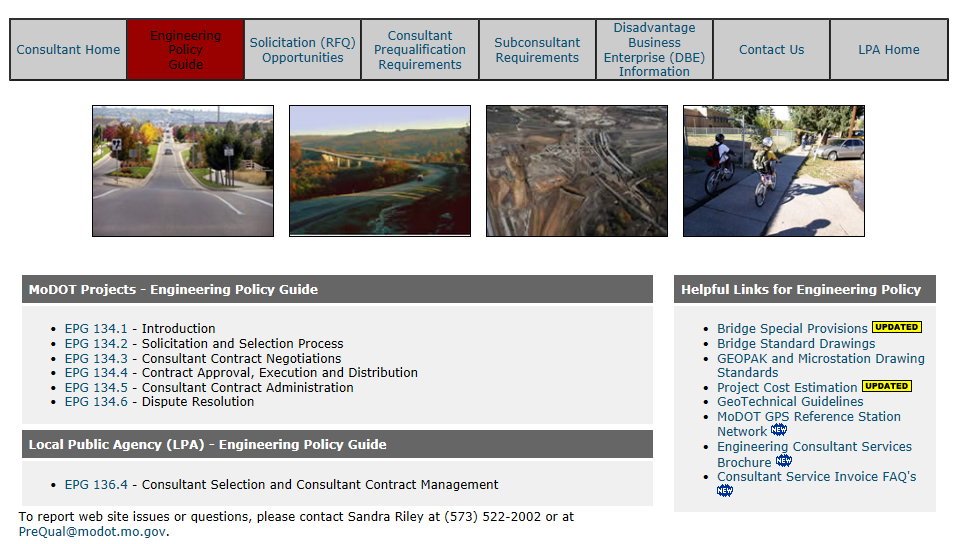 Consultant Home
Engineering
Policy
Guide
Solicitation (RFQ)
Opportunities
Consultant
Prequalification
Requirements
Subconsultant
Requirements
Disadvantage
Business
Enterprise (DBE)
Information
Contact Us
LPA Home
MoDOT Projects - Engineering Policy Guide
• EPG 134.1 - Introduction
• EPG 134.2 - Solicitation and Selection Process
• EPG 134.3 - Consultant Contract Negotiations
• EPG 134.4 - Contract Approval, Execution and Distribution
• EPG 134.5 - Consultant Contract Administration
• EPG 134.6 - Dispute Resolution
Local Public Agency (LPA) - Engineering Policy Guide
• EPG 136.4 - Consultant Selection and Consultant Contract Management
Helpful Links for Engineering Policy
• Bridge Special Provisions UPDATED
• Bridge Standard Drawings
• GEOPAK and Microstation Drawing
Standards
• Project Cost Estimation UPDATED
• GeoTechnical Guidelines
• MoDOT GPS Reference Station
Network NEW
• Engineering Consultant Services
Brochure NEW
• Consultant Service Invoice FAQ's
NEW
To report web site issues or questions, please contact Sandra Riley at (573) 522-2002 or at
PreQual@modot.mo.gov.